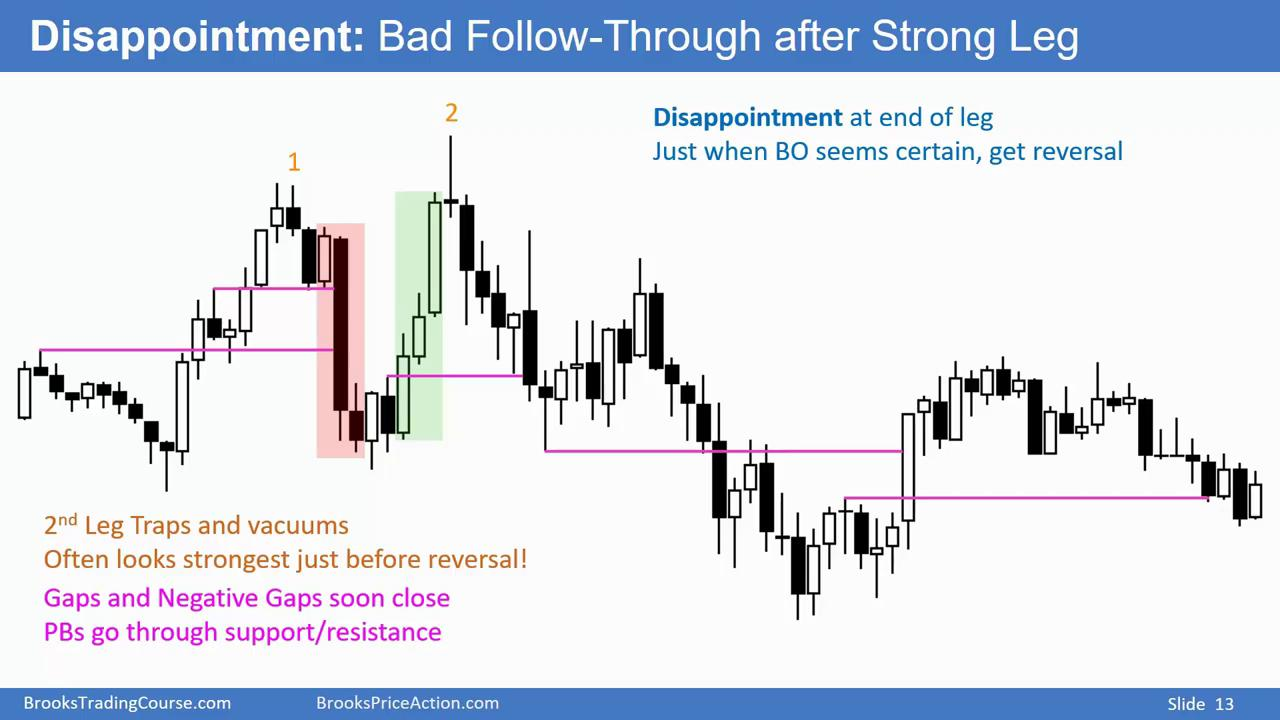 Disappointment: Bad Follow-Through after Strong Leg
1
2
Disappointment at end of leg
Just when BO seems certain, get reversal
2nd Leg Traps and vacuums
Often looks strongest just before reversal!
Gaps and Negative Gaps soon close
PBs go through support/resistance
BrooksTradingCourse.com
BrooksPriceAction.com
Slide 13